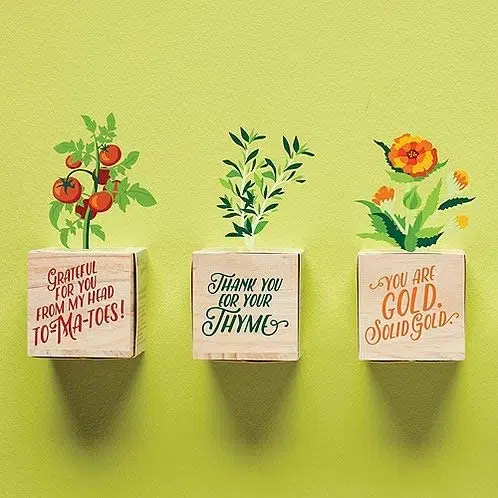 GRATEFUL
FOR YOU
FROM MY HEAD
TO-MA-TOES!
THANK YOU
FOR YOUR
THYME
YOU ARE
GOLD.
SOLID GOLD.